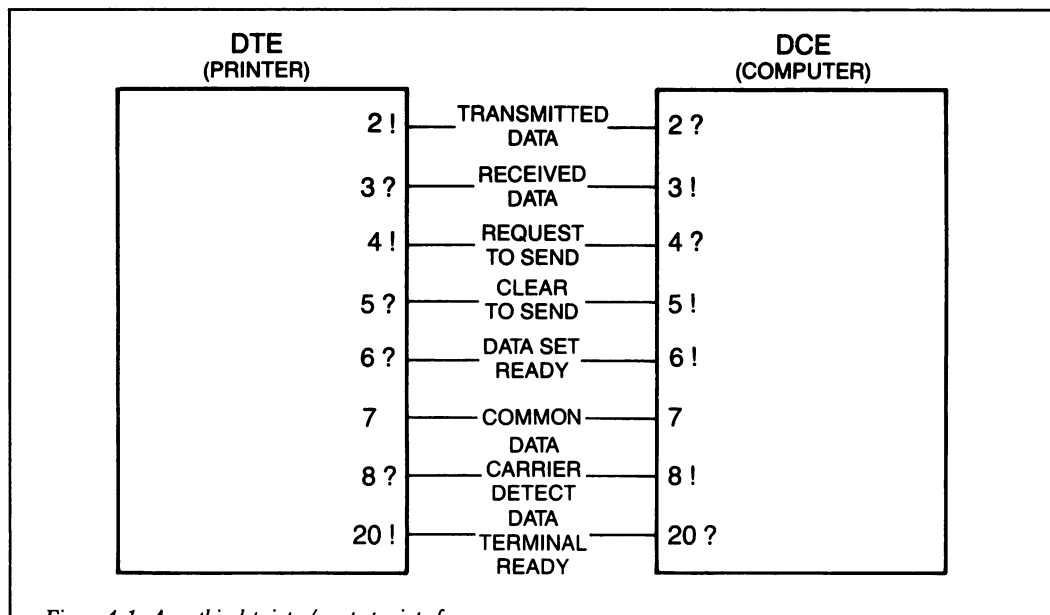 DTE
(PRINTER)
DCE
(COMPUTER)
2 ! TRANSMITTED DATA 2 ?
3 ? RECEIVED DATA 3 !
4 ! REQUEST TO SEND 4 ?
5 ? CLEAR TO SEND 5 !
6 ? DATA SET READY 6 !
7 COMMON 7
8 ? DATA CARRIER DETECT 8 !
20 ! DATA TERMINAL READY 20 ?